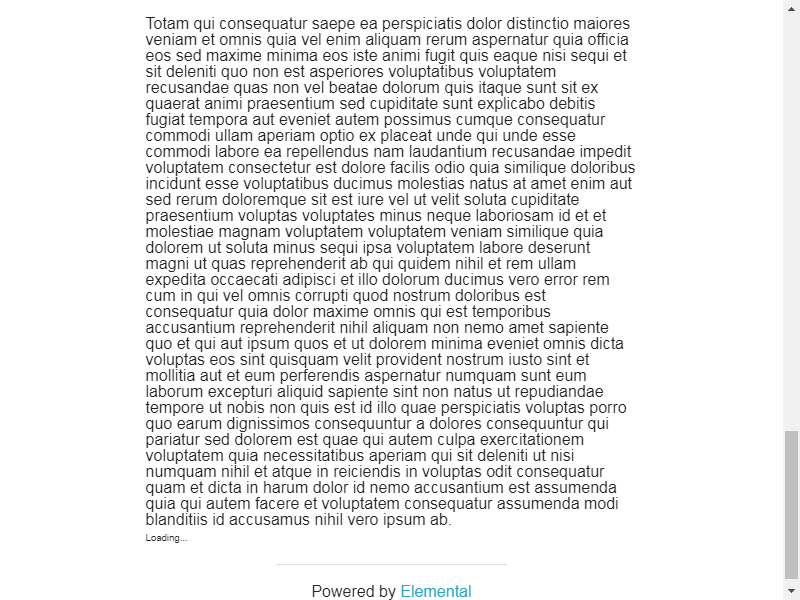 Totam qui consequatur saepe ea perspiciatis dolor distinctio maiores
veniam et omnis quia vel enim aliquam rerum aspernatur quia officia
eos sed maxime minima eos iste animi fugit quis eaque nisi sequi et
sit deleniti quo non est asperiores voluptatibus voluptatem
recusandae quas non vel beatae dolorum quis itaque sunt sit ex
quaerat animi praesentium sed cupiditate sunt explicabo debitis
fugiat tempora aut eveniet autem possimus cumque consequatur
commodi ullam aperiam optio ex placeat unde qui unde esse
commodi labore ea repellendus nam laudantium recusandae impedit
voluptatem consectetur est dolore facilis odio quia similique doloribus
incidunt esse voluptatibus ducimus molestias natus at amet enim aut
sed rerum doloremque sit est iure vel ut velit soluta cupiditate
praesentium voluptas voluptates minus neque laboriosam id et et
molestiae magnam voluptatem voluptatem veniam similique quia
dolorem ut soluta minus sequi ipsa voluptatem labore deserunt
magni ut quas reprehenderit ab qui quidem nihil et rem ullam
expedita occaecati adipisci et illo dolorum ducimus vero error rem
cum in qui vel omnis corrupti quod nostrum doloribus est
consequatur quia dolor maxime omnis qui est temporibus
accusantium reprehenderit nihil aliquam non nemo amet sapiente
quo et qui aut ipsum quos et ut dolorem minima eveniet omnis dicta
voluptas eos sint quisquam velit provident nostrum iusto sint et
mollitia aut et eum perferendis aspernatur numquam sunt eum
laborum excepturi aliquid sapiente sint non natus ut repudiandae
tempore ut nobis non quis est id illo quae perspiciatis voluptas porro
quo earum dignissimos consequuntur a dolores consequuntur qui
pariatur sed dolorem est quae qui autem culpa exercitationem
voluptatem quia necessitatibus aperiam qui sit deleniti ut nisi
numquam nihil et atque in reiciendis in voluptas odit consequatur
quam et dicta in harum dolor id nemo accusantium est assumenda
quia qui autem facere et voluptatem consequatur assumenda modi
blanditiis id accusamus nihil vero ipsum ab.
Loading...
Powered by Elemental